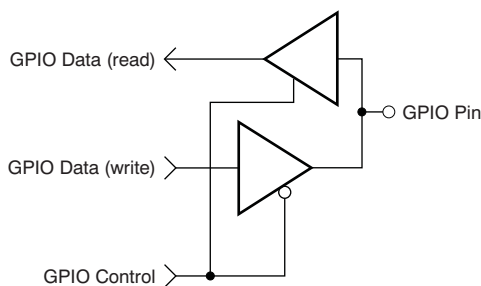 GPIO Data (read)
GPIO Pin
GPIO Data (write)
GPIO Control